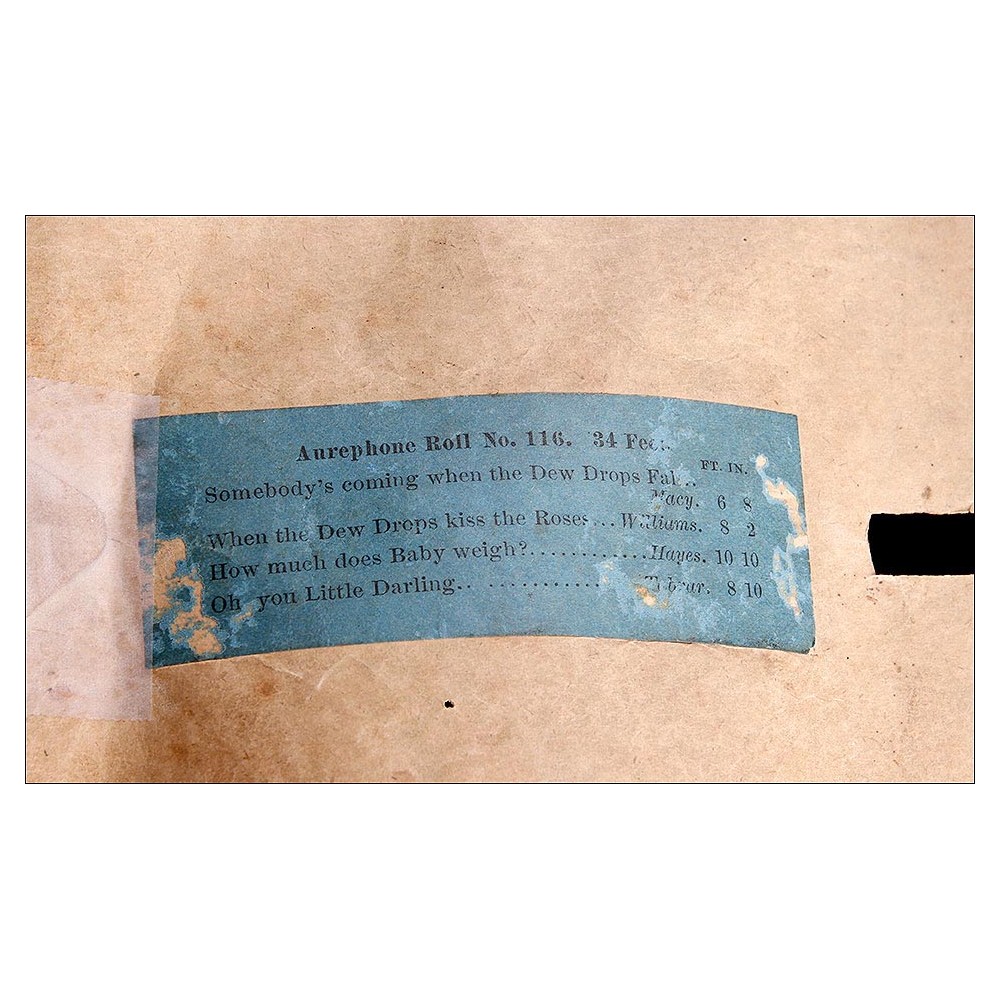 Aurephone Roll No. 116. 34
FT. IN.
Somebody's coming when the Dew Drops
Macy. 6 8
When the Dew Drops kiss the Roses... Williams. 8 2
How much does Baby weigh?............Hayes. 10 10
Oh you Little Darling.. ............ 8 10